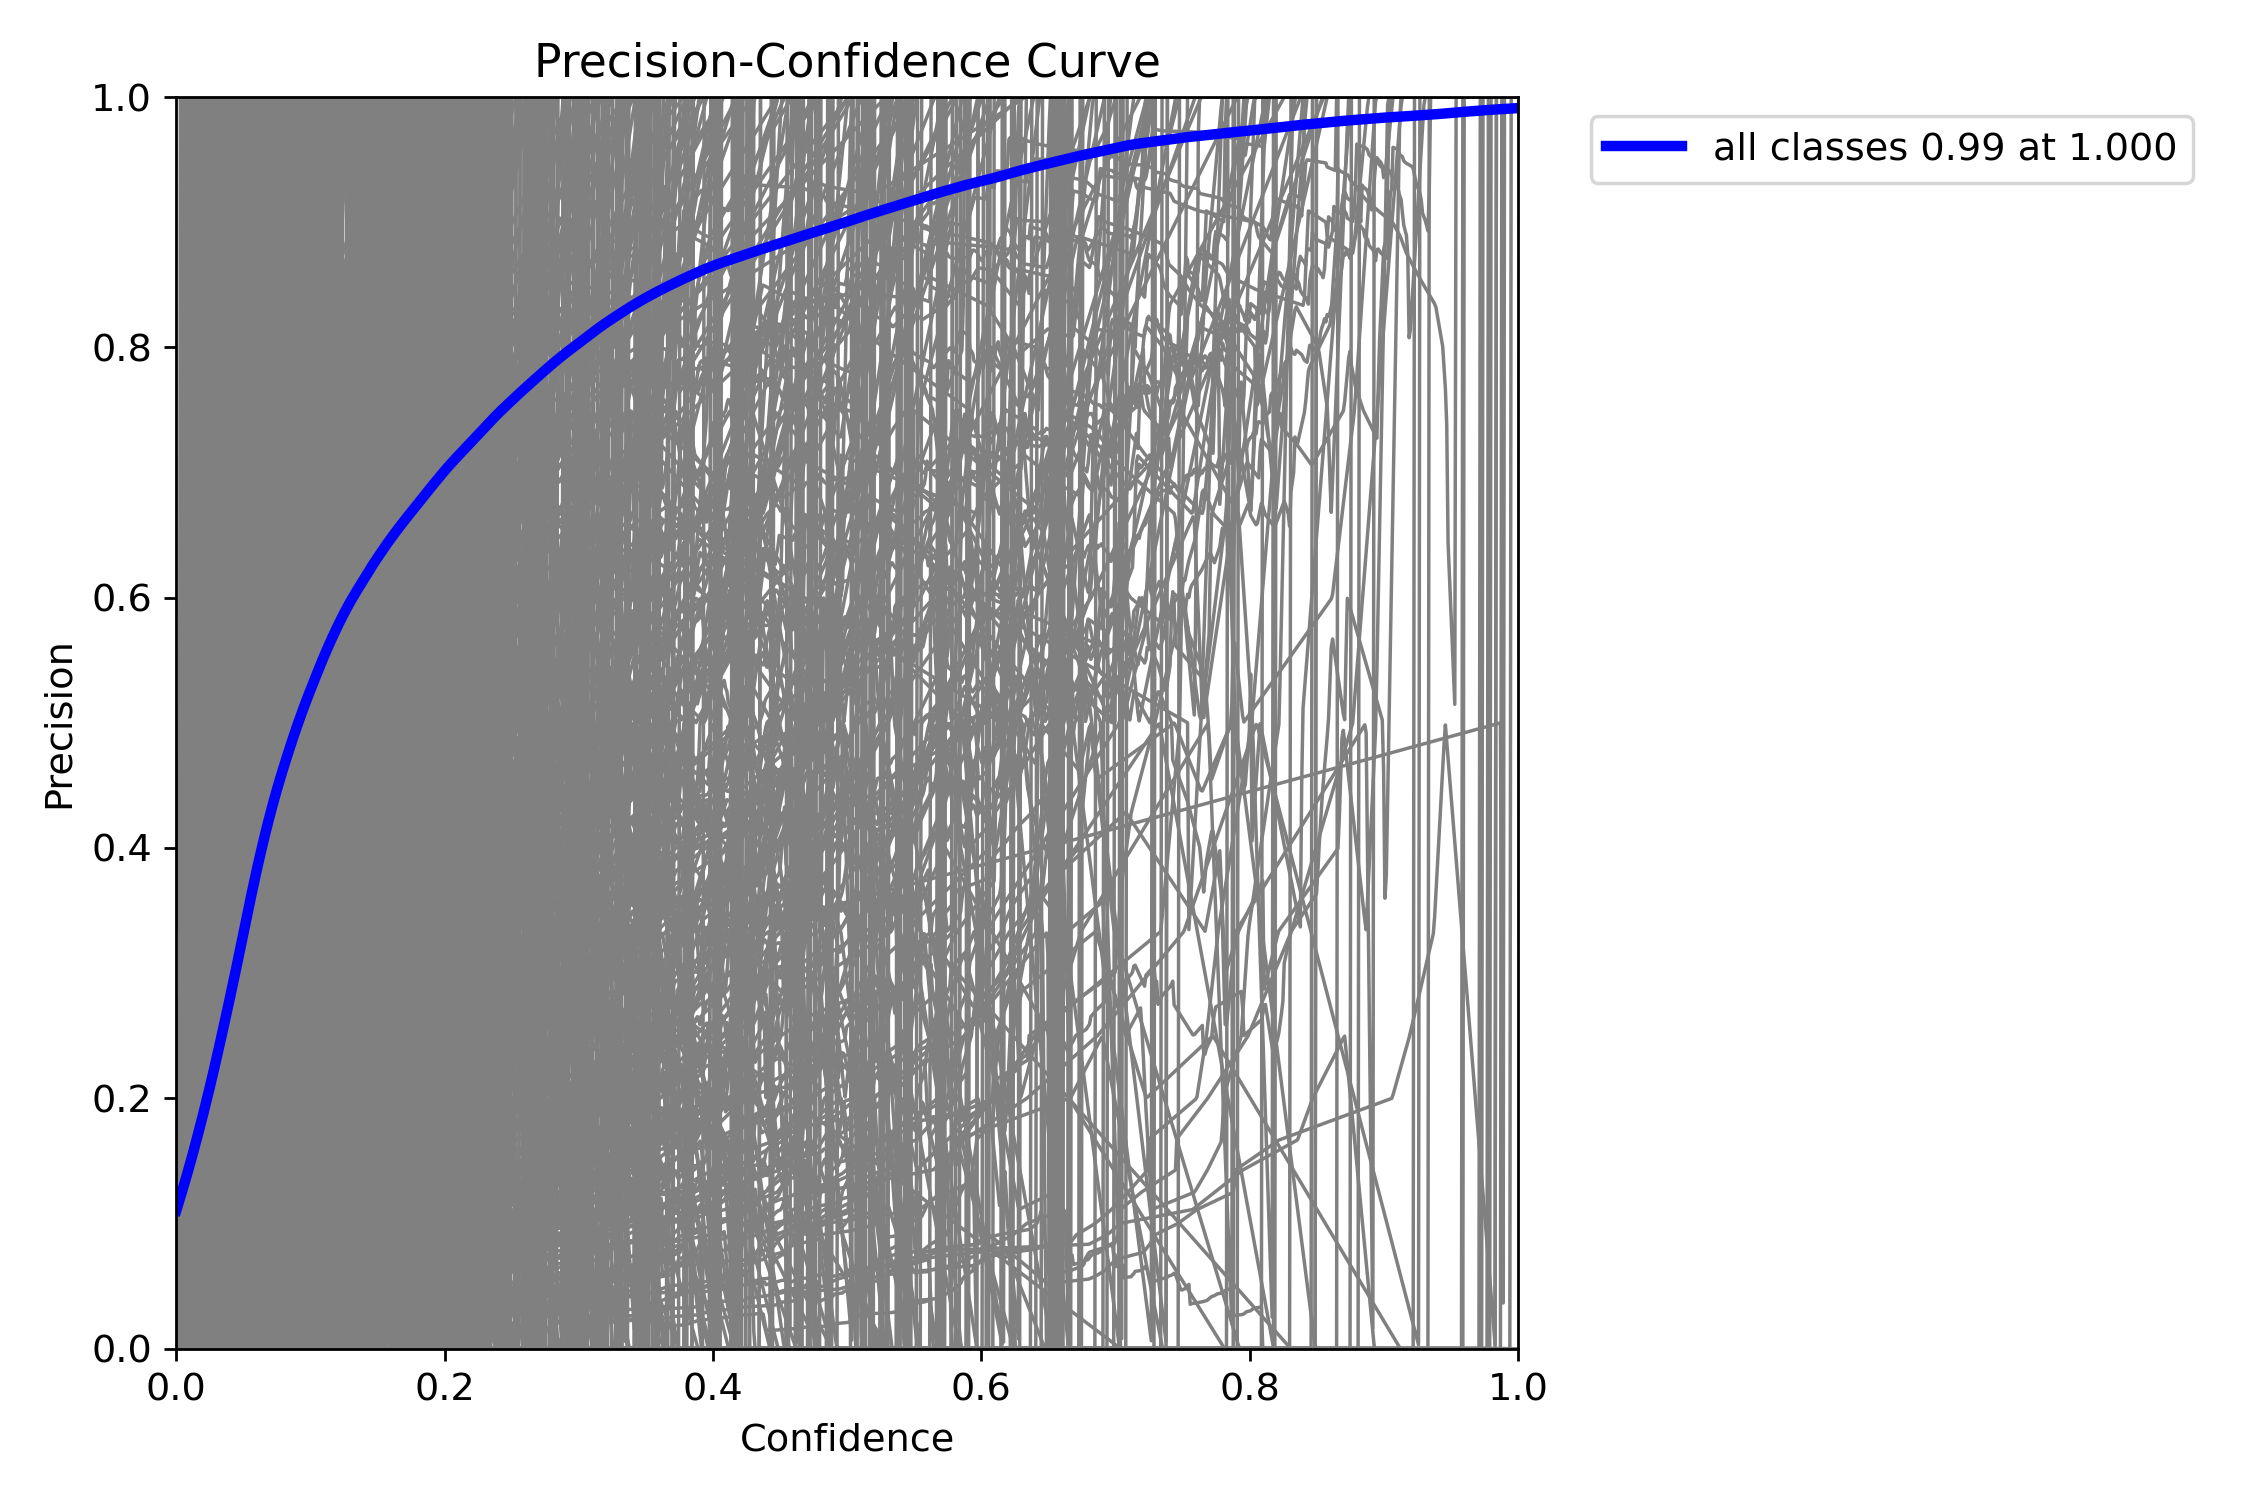 Precision-Confidence Curve
all classes 0.99 at 1.000
Precision
1.0
0.8
0.6
0.4
0.2
0.0
0.0 0.2 0.4 0.6 0.8 1.0
Confidence